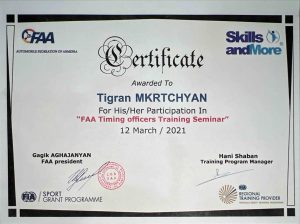 FAA
AUTOMOBILE FEDERATION OF ARMENIA
Skills
andMore
Certificate
Awarded To
Tigran MKRTCHYAN
For His/Her Participation In
"FAA Timing officers Training Seminar"
12 March / 2021
Gagik AGHAJANYAN
FAA president
Hani Shaban
Training Program Manager
FIA SPORT
GRANT PROGRAMME
FIA REGIONAL
TRAINING PROVIDER